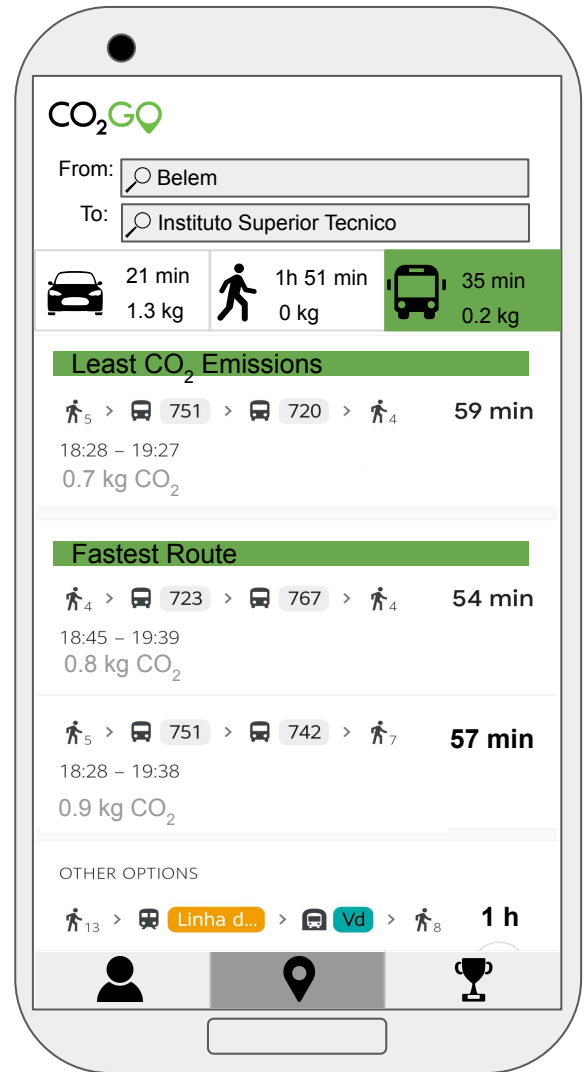 CO₂GO
From: Belem
To: Instituto Superior Tecnico
21 min 1h 51 min 35 min
1.3 kg 0 kg 0.2 kg
Least CO₂ Emissions
5 > 751 > 720 > 4 59 min
18:28 – 19:27
0.7 kg CO₂
Fastest Route
4 > 723 > 767 > 4 54 min
18:45 – 19:39
0.8 kg CO₂
5 > 751 > 742 > 7 57 min
18:28 – 19:38
0.9 kg CO₂
OTHER OPTIONS
13 > Linha d... > Vd > 8 1 h